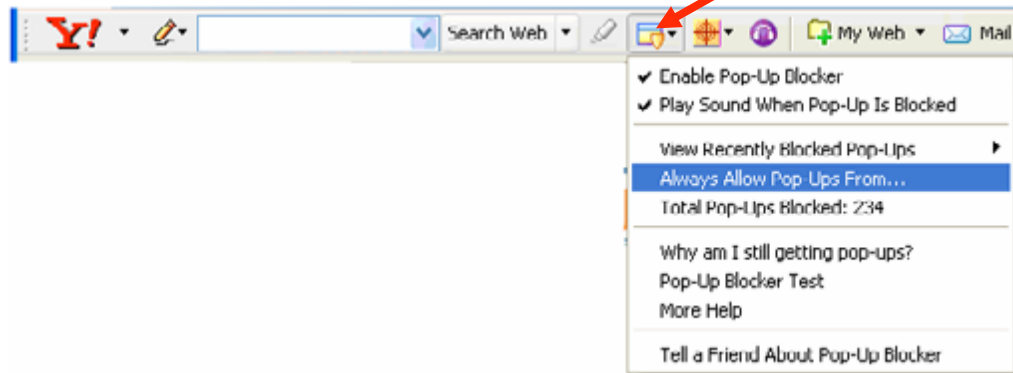 Y! Search Web My Web Mail
Enable Pop-Up Blocker
Play Sound When Pop-Up Is Blocked
View Recently Blocked Pop-Ups
Always Allow Pop-Ups From...
Total Pop-Ups Blocked: 234
Why am I still getting pop-ups?
Pop-Up Blocker Test
More Help
Tell a Friend About Pop-Up Blocker